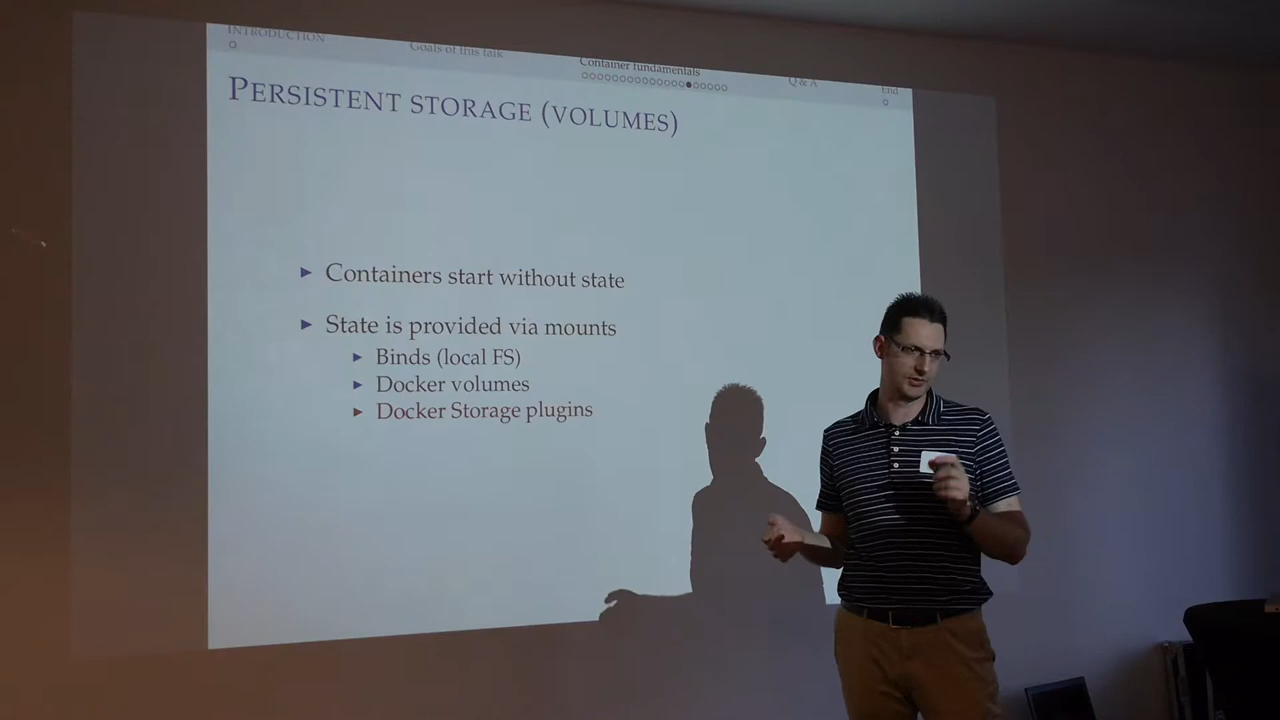 INTRODUCTION
Goals of this talk
Container fundamentals
Q & A
End
PERSISTENT STORAGE (VOLUMES)
Containers start without state
State is provided via mounts
Binds (local FS)
Docker volumes
Docker Storage plugins